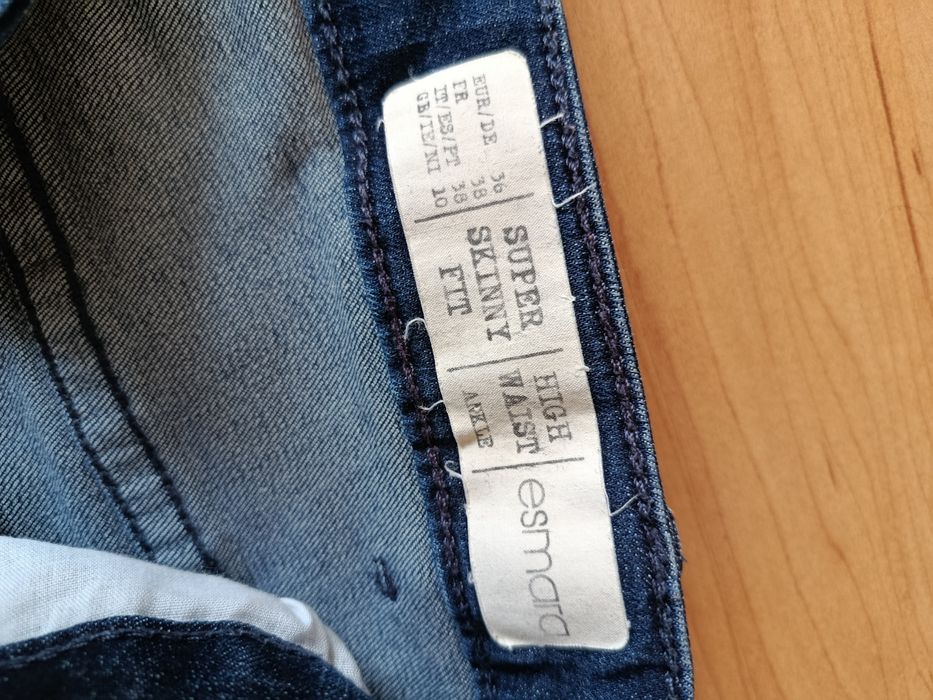 EUR/DE 36
FR 38
IT/ES/PT 38
GB/IE/NI 10
SUPER
SKINNY
FIT
HIGH
WAIST
ANKLE
esmara